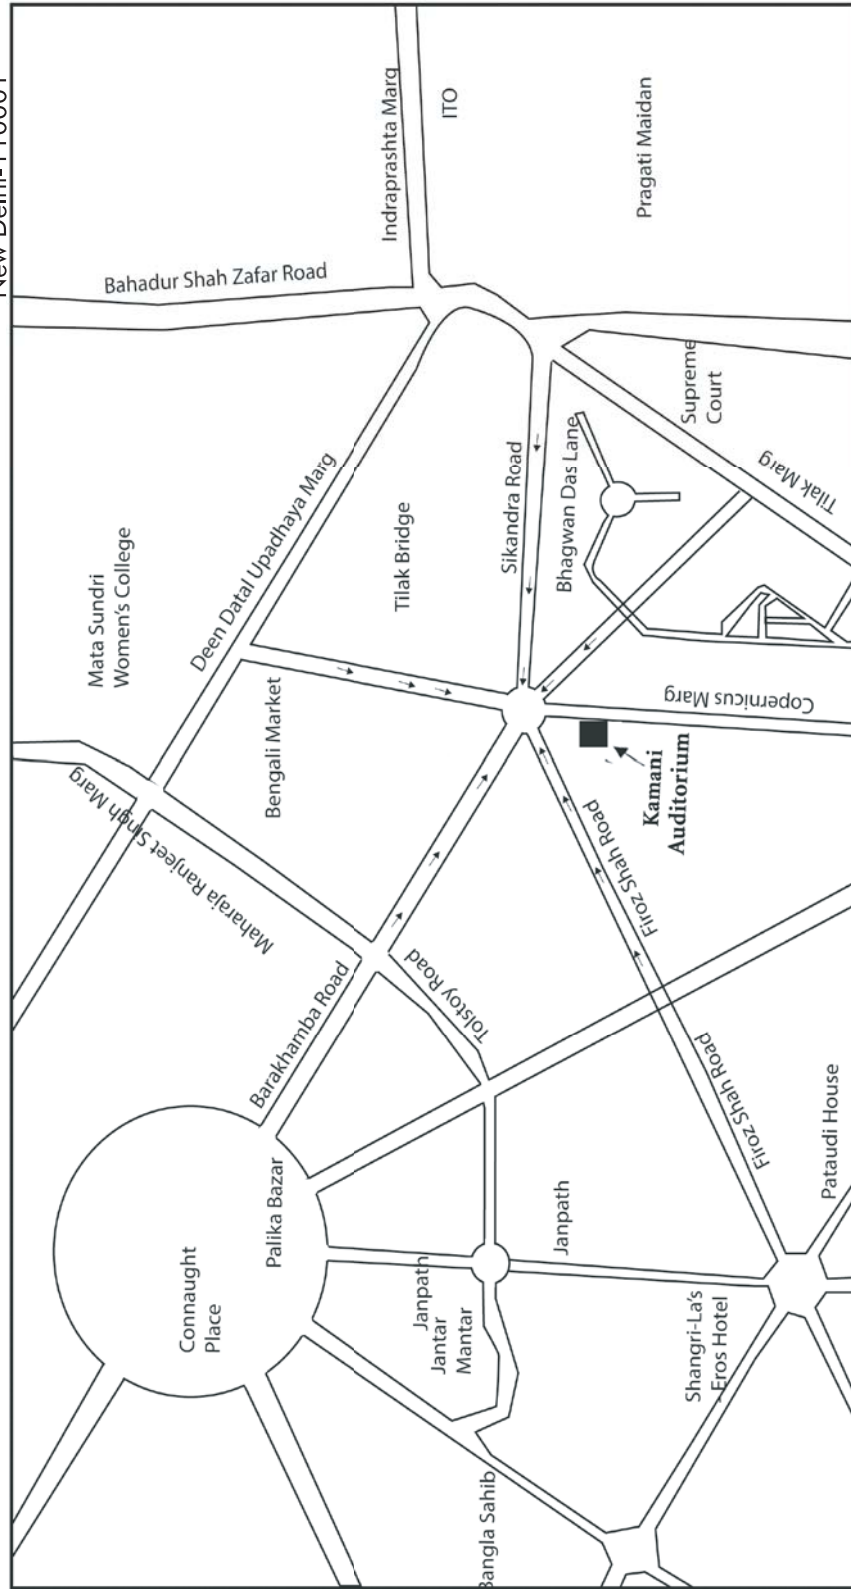 Bahadur Shah Zafar Road
Indraprashta Marg
ITO
Pragati Maidan
Mata Sundri
Women's College
Deen Datal Upadhaya Marg
Tilak Bridge
Sikandra Road
Bhagwan Das Lane
Supreme
Court
Tilak Marg
Maharaja Ranjeet Singh Marg
Bengali Market
Copernicus Marg
Kamani
Auditorium
Barakhamba Road
Tolstoy Road
Firoz Shah Road
Firoz Shah Road
Connaught
Place
Palika Bazar
Janpath
Jantar
Mantar
Janpath
Pataudi House
Shangri-La's
- Eros Hotel
Bangla Sahib